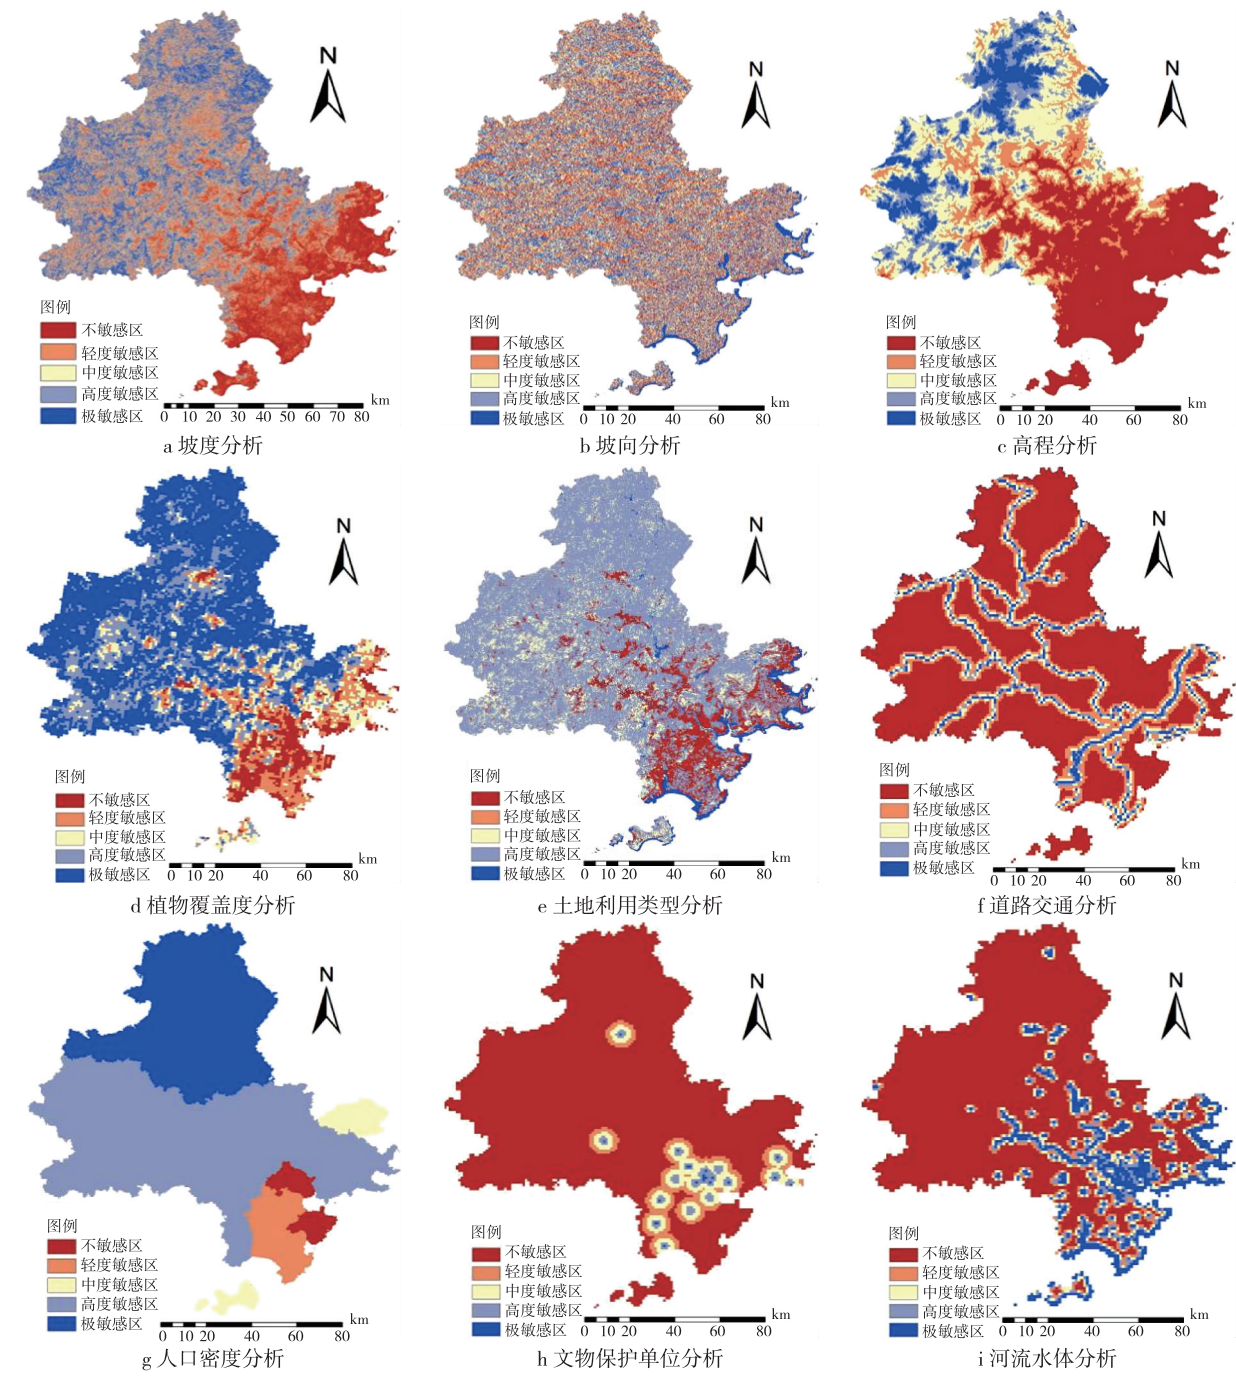 N
图例
不敏感区
轻度敏感区
中度敏感区
高度敏感区
极敏感区
km
0 10 20 30 40 50 60 70 80
a 坡度分析
N
图例
不敏感区
轻度敏感区
中度敏感区
高度敏感区
极敏感区
km
0 10 20 40 60 80
b 坡向分析
N
图例
不敏感区
轻度敏感区
中度敏感区
高度敏感区
极敏感区
km
0 10 20 40 60 80
c 高程分析
N
图例
不敏感区
轻度敏感区
中度敏感区
高度敏感区
极敏感区
km
0 10 20 40 60 80
d 植物覆盖度分析
N
图例
不敏感区
轻度敏感区
中度敏感区
高度敏感区
极敏感区
km
0 10 20 40 60 80
e 土地利用类型分析
N
图例
不敏感区
轻度敏感区
中度敏感区
高度敏感区
极敏感区
km
0 10 20 40 60 80
f 道路交通分析
N
图例
不敏感区
轻度敏感区
中度敏感区
高度敏感区
极敏感区
km
0 10 20 40 60 80
g 人口密度分析
N
图例
不敏感区
轻度敏感区
中度敏感区
高度敏感区
极敏感区
km
0 10 20 40 60 80
h 文物保护单位分析
N
图例
不敏感区
轻度敏感区
中度敏感区
高度敏感区
极敏感区
km
0 10 20 40 60 80
i 河流水体分析